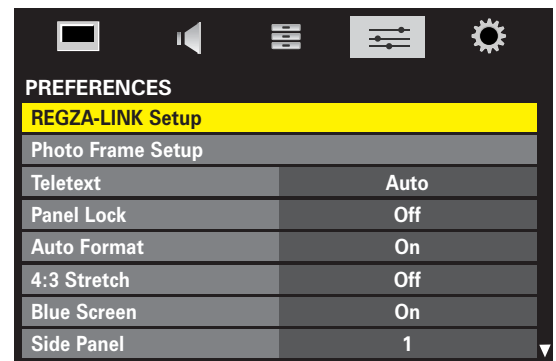 PREFERENCES
REGZA-LINK Setup
Photo Frame Setup
Teletext Auto
Panel Lock Off
Auto Format On
4:3 Stretch Off
Blue Screen On
Side Panel 1